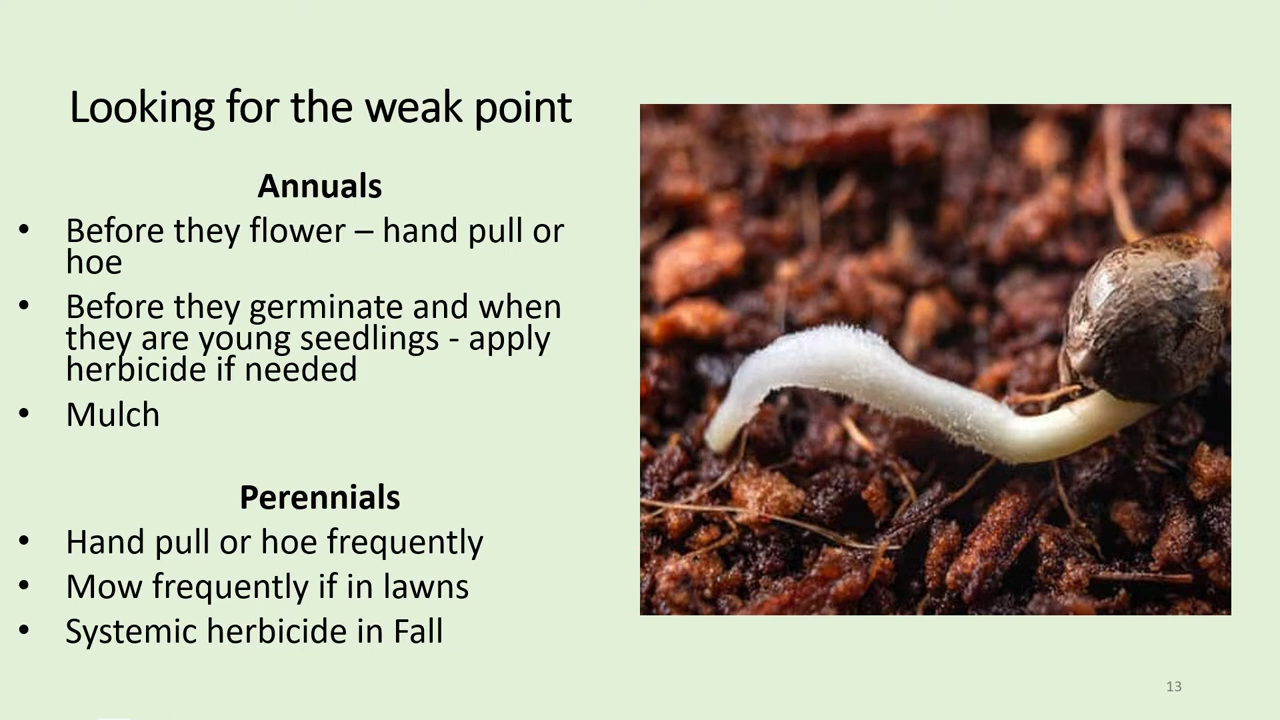 Looking for the weak point
Annuals
• Before they flower – hand pull or
hoe
• Before they germinate and when
they are young seedlings - apply
herbicide if needed
• Mulch
Perennials
• Hand pull or hoe frequently
• Mow frequently if in lawns
• Systemic herbicide in Fall
13